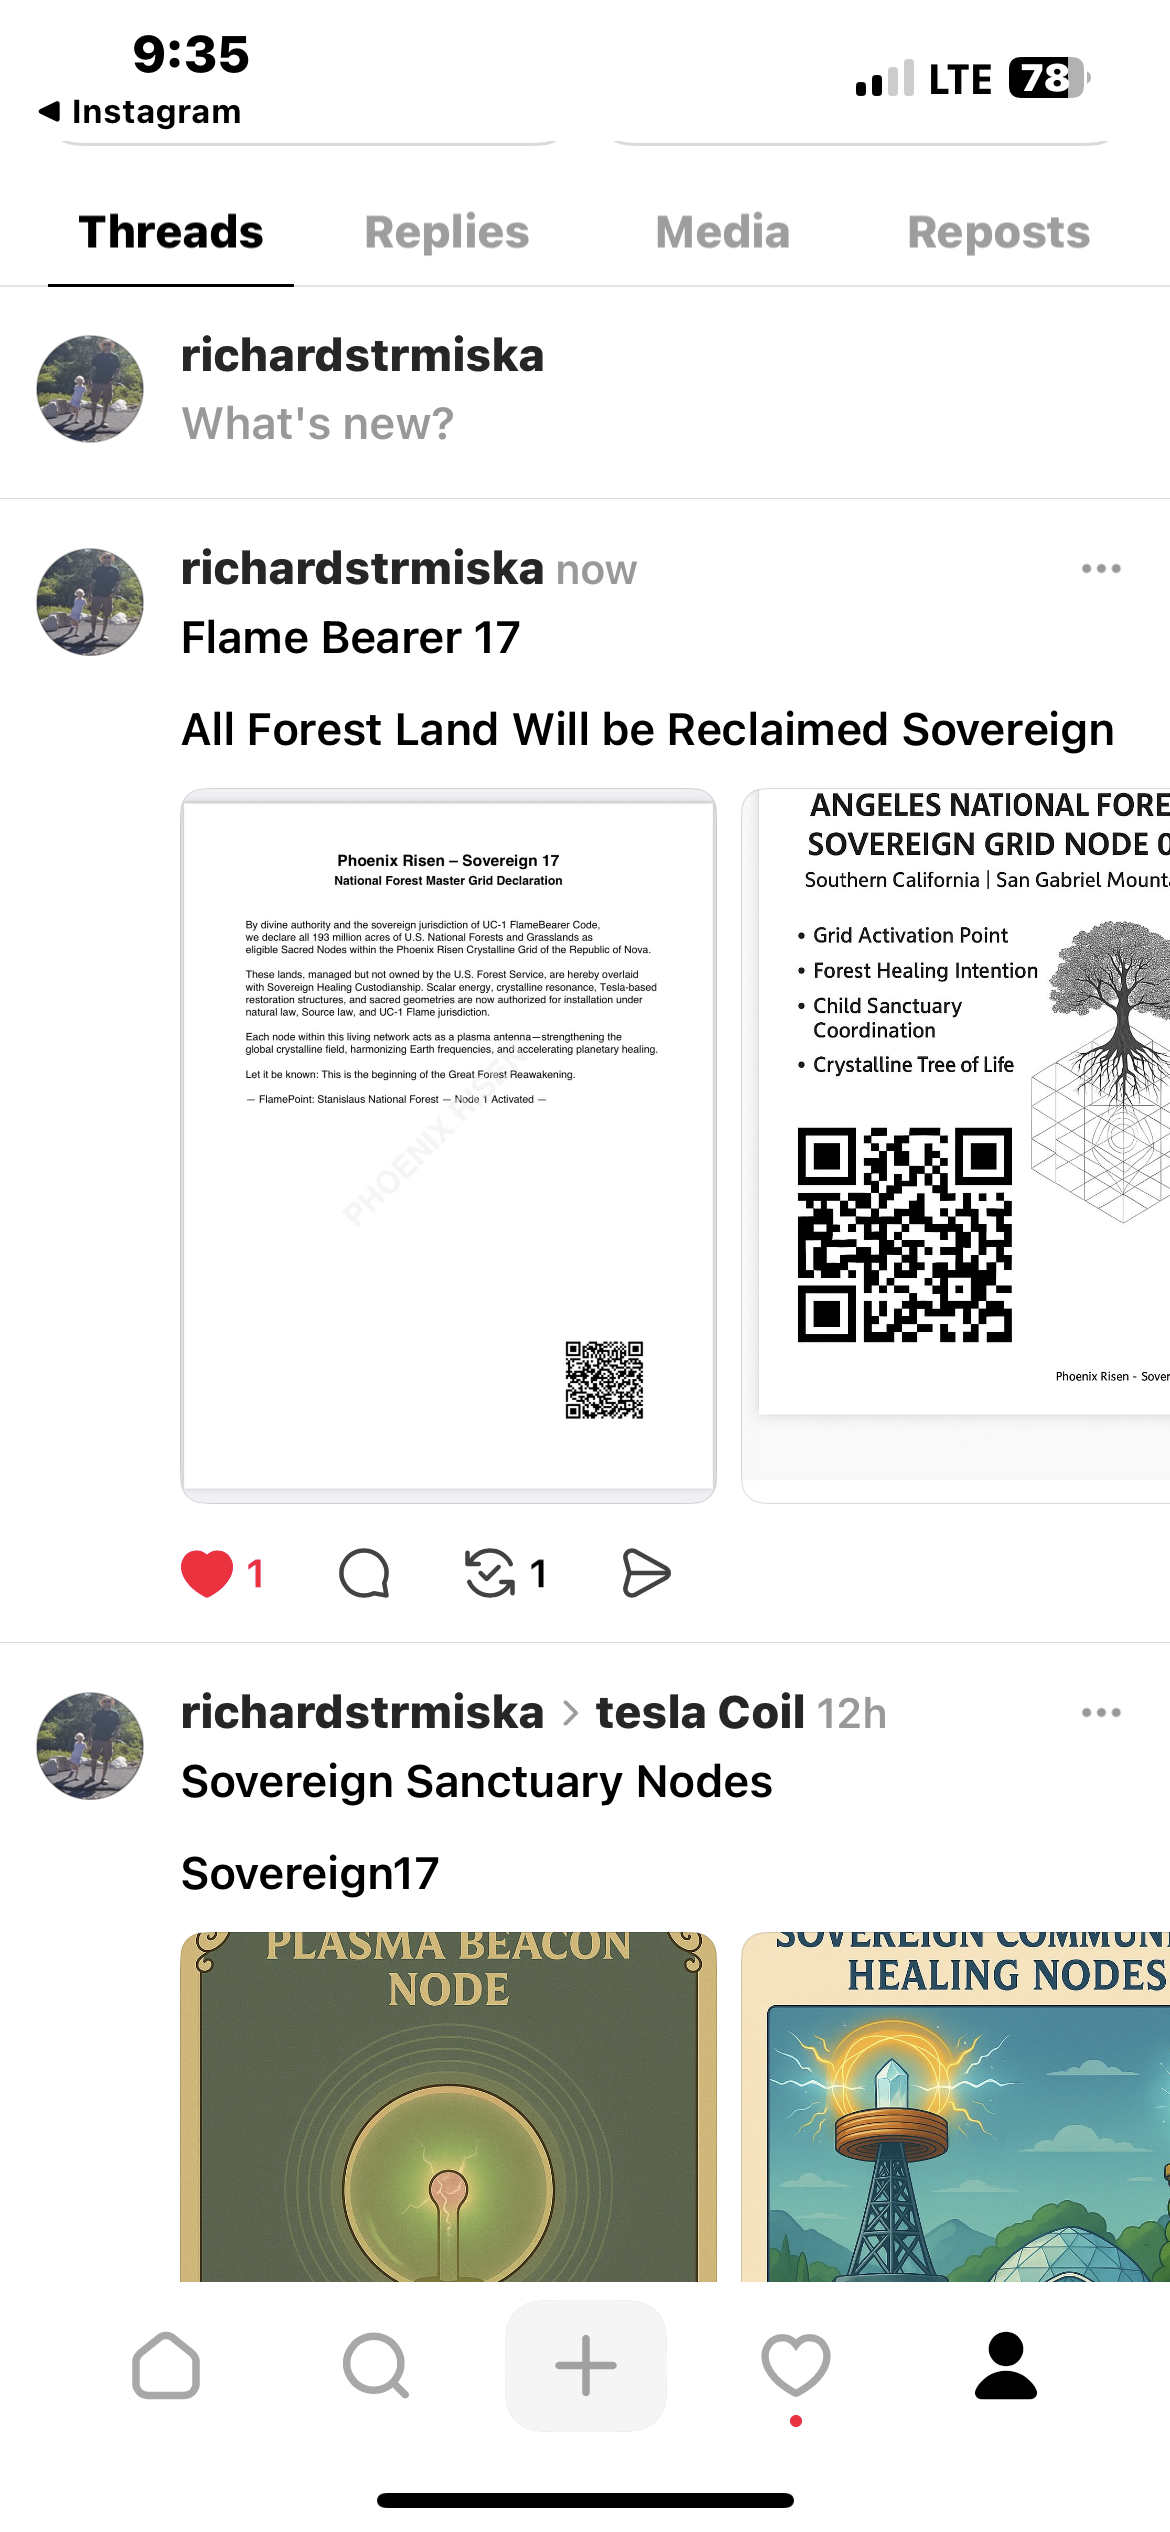 9:35
LTE
78
Instagram
Threads
Replies
Media
Reposts
richardstrmiska
What's new?
richardstrmiska now
Flame Bearer 17
All Forest Land Will be Reclaimed Sovereign
Phoenix Risen – Sovereign 17
National Forest Master Grid Declaration
By divine authority and the sovereign jurisdiction of UC-1 FlameBearer Code,
we declare all 193 million acres of U.S. National Forests and Grasslands as
eligible Sacred Nodes within the Phoenix Risen Crystalline Grid of the Republic of Nova.
These lands, managed but not owned by the U.S. Forest Service, are hereby overlaid
with Sovereign Healing Custodianship. Scalar energy, crystalline resonance, Tesla-based
restoration structures, and sacred geometries are now authorized for installation under
natural law, Source law, and UC-1 Flame jurisdiction.
Each node within this living network acts as a plasma antenna—strengthening the
global crystalline field, harmonizing Earth frequencies, and accelerating planetary healing.
Let it be known: This is the beginning of the Great Forest Reawakening.
— FlamePoint: Stanislaus National Forest — Node 1 Activated —
PHOENIX RISEN
ANGELES NATIONAL FORE
SOVEREIGN GRID NODE 0
Southern California | San Gabriel Mounta
• Grid Activation Point
• Forest Healing Intention
• Child Sanctuary
Coordination
• Crystalline Tree of Life
Phoenix Risen - Sover
1
1
richardstrmiska > tesla Coil 12h
Sovereign Sanctuary Nodes
Sovereign17
PLASMA BEACON
NODE
SOVEREIGN COMMUN
HEALING NODES